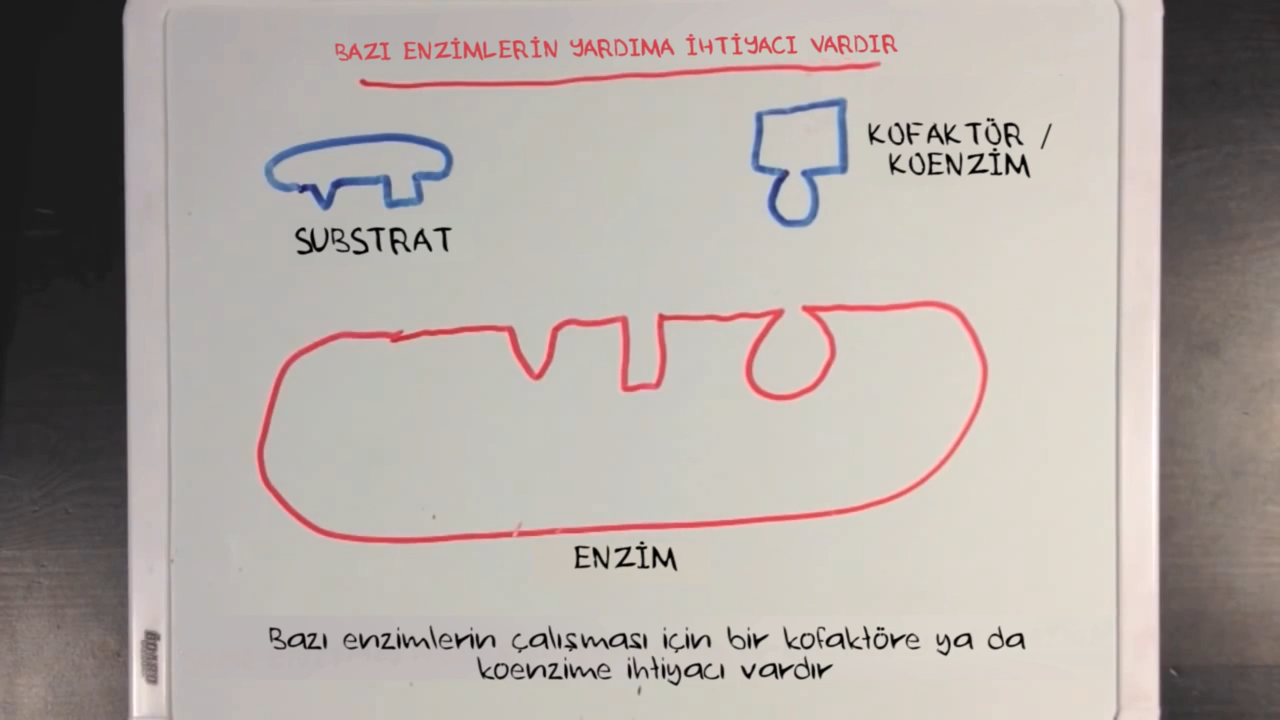 BAZI ENZİMLERİN YARDIMA İHTİYACI VARDIR
KOFAKTÖR /
KOENZİM
SUBSTRAT
ENZİM
Bazı enzimlerin çalışması için bir kofaktöre ya da
koenzime ihtiyacı vardır